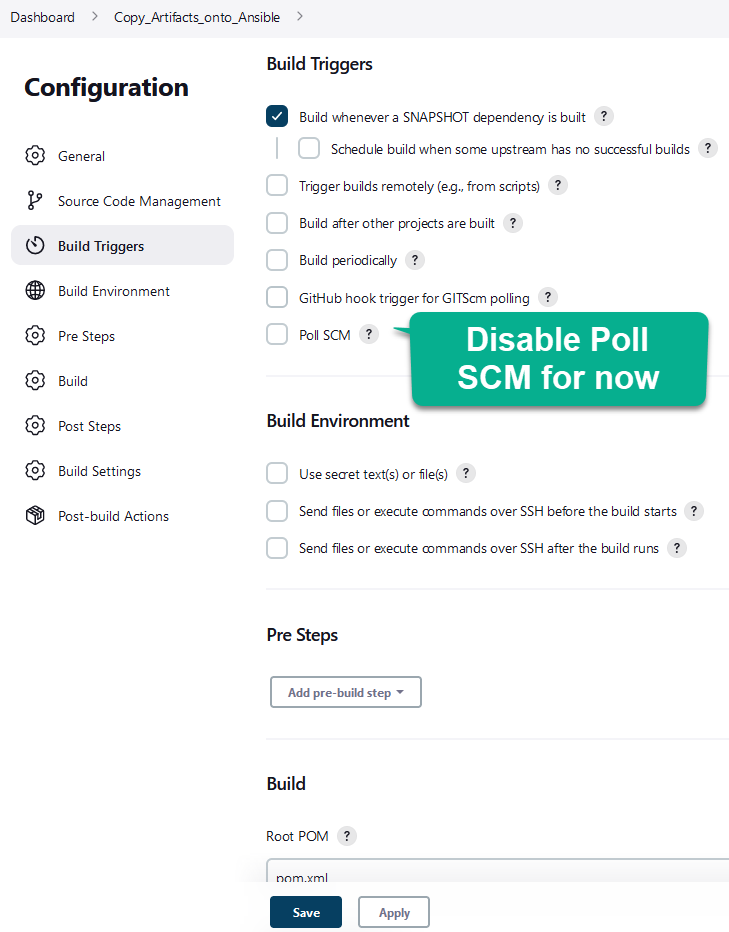 Dashboard > Copy_Artifacts_onto_Ansible >
Configuration
General
Source Code Management
Build Triggers
Build Environment
Pre Steps
Build
Post Steps
Build Settings
Post-build Actions
Build Triggers
Build whenever a SNAPSHOT dependency is built ?
Schedule build when some upstream has no successful builds ?
Trigger builds remotely (e.g., from scripts) ?
Build after other projects are built ?
Build periodically ?
GitHub hook trigger for GITScm polling ?
Poll SCM ?
Disable Poll
SCM for now
Build Environment
Use secret text(s) or file(s) ?
Send files or execute commands over SSH before the build starts ?
Send files or execute commands over SSH after the build runs ?
Pre Steps
Add pre-build step
Build
Root POM ?
pom.xml
Save Apply